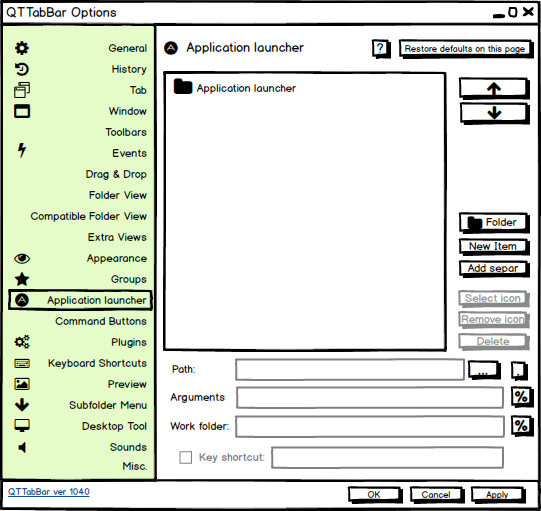 QTTabBar Options
General
History
Tab
Window
Toolbars
Events
Drag & Drop
Folder View
Compatible Folder View
Extra Views
Appearance
Groups
Application launcher
Command Buttons
Plugins
Keyboard Shortcuts
Preview
Subfolder Menu
Desktop Tool
Sounds
Misc.
Application launcher
?
Restore defaults on this page
Application launcher
Folder
New Item
Add separ
Select icon
Remove icon
Delete
Path:
...
.
Arguments
%
Work folder:
%
Key shortcut:
QTTabBar ver 1040
OK
Cancel
Apply